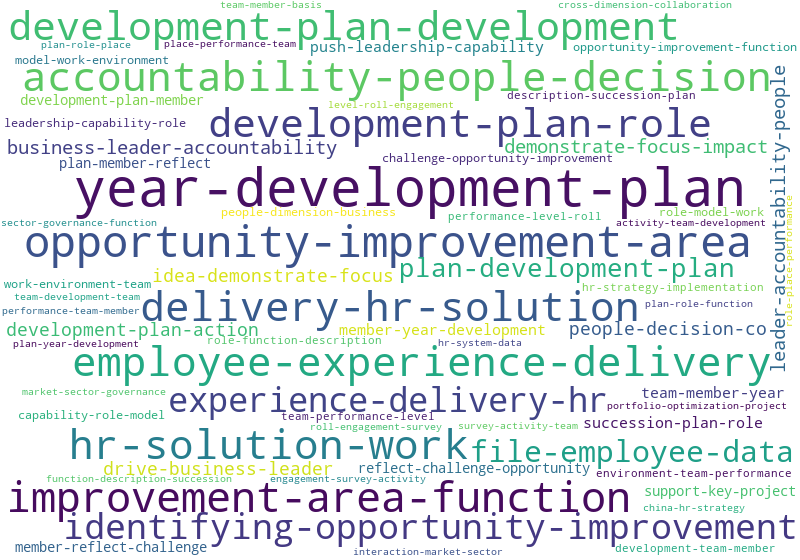 team-member-basis
cross-dimension-collaboration
development-plan-development
plan-role-place
place-performance-team
push-leadership-capability
opportunity-improvement-function
model-work-environment
accountability-people-decision
development-plan-member
description-succession-plan
level-roll-engagement
leadership-capability-role
development-plan-role
business-leader-accountability
demonstrate-focus-impact
plan-member-reflect
challenge-opportunity-improvement
leader-accountability-people
year-development-plan
people-dimension-business
performance-level-roll
role-model-work
sector-governance-function
activity-team-development
role-place-performance
opportunity-improvement-area
idea-demonstrate-focus
plan-development-plan
work-environment-team
hr-strategy-implementation
team-development-team
delivery-hr-solution
plan-role-function
performance-team-member
development-plan-action
member-year-development
people-decision-co
plan-year-development
role-function-description
hr-system-data
employee-experience-delivery
market-sector-governance
experience-delivery-hr
team-member-year
portfolio-optimization-project
capability-role-model
team-performance-level
succession-plan-role
roll-engagement-survey
survey-activity-team
hr-solution-work
file-employee-data
drive-business-leader
reflect-challenge-opportunity
environment-team-performance
function-description-succession
engagement-survey-activity
improvement-area-function
support-key-project
china-hr-strategy
identifying-opportunity-improvement
member-reflect-challenge
interaction-market-sector
development-team-member